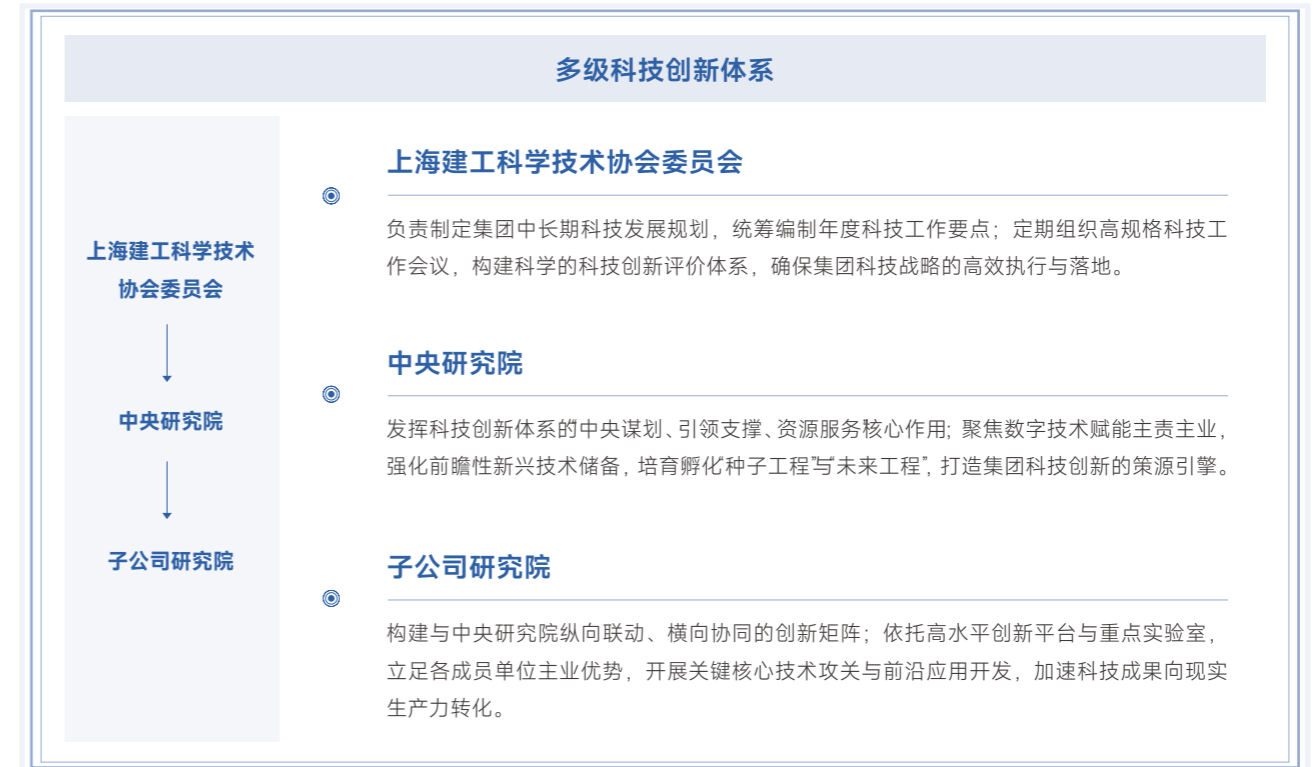 多级科技创新体系
上海建工科学技术
协会委员会
中央研究院
子公司研究院
上海建工科学技术协会委员会
负责制定集团中长期科技发展规划，统筹编制年度科技工作要点；定期组织高规格科技工
作会议，构建科学的科技创新评价体系，确保集团科技战略的高效执行与落地。
中央研究院
发挥科技创新体系的“中央谋划、引领支撑、资源服务”核心作用；聚焦数字技术赋能主责主业，
强化前瞻性新兴技术储备，培育孵化“种子工程”与“未来工程”，打造集团科技创新的策源引擎。
子公司研究院
构建与中央研究院纵向联动、横向协同的创新矩阵；依托高水平创新平台与重点实验室，
立足各成员单位主业优势，开展关键核心技术攻关与前沿应用开发，加速科技成果向现实
生产力转化。